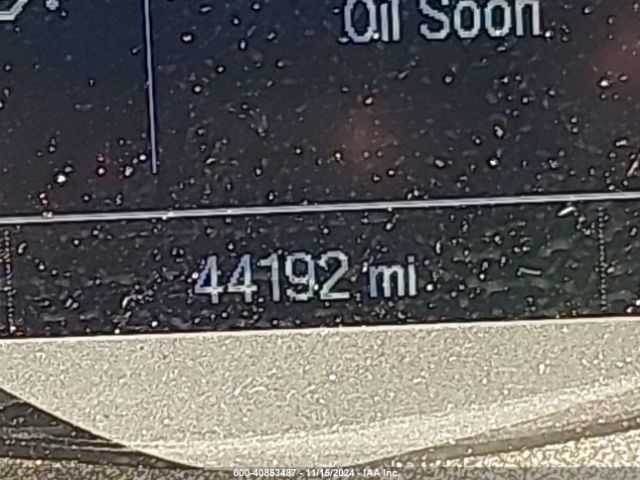 Oil Soon
44192 mi
000-40853487 - 11/15/2024 - IAA Inc.